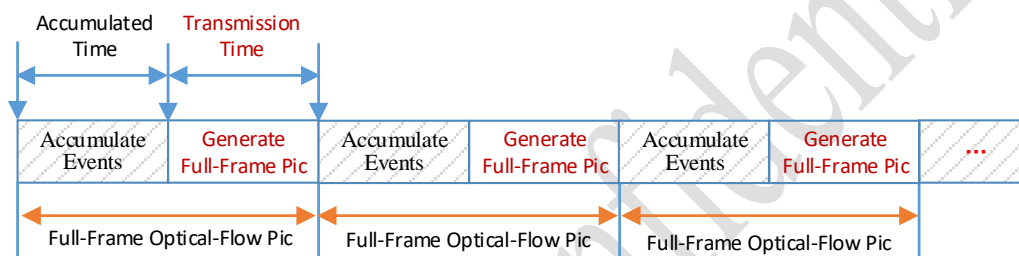 Accumulated
Time
Transmission
Time
Accumulate
Events
Generate
Full-Frame Pic
Accumulate
Events
Generate
Full-Frame Pic
Accumulate
Events
Generate
Full-Frame Pic
...
Full-Frame Optical-Flow Pic
Full-Frame Optical-Flow Pic
Full-Frame Optical-Flow Pic